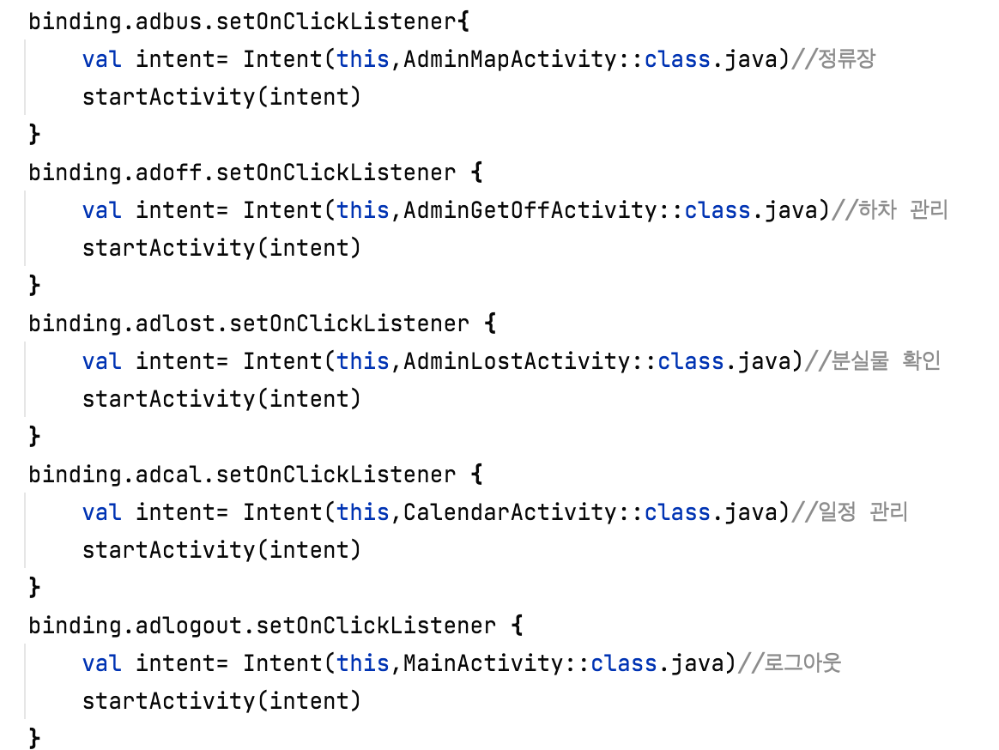 binding.adbus.setOnClickListener{
    val intent= Intent(this,AdminMapActivity::class.java)//정류장
    startActivity(intent)
}
binding.adoff.setOnClickListener {
    val intent= Intent(this,AdminGetOffActivity::class.java)//하차 관리
    startActivity(intent)
}
binding.adlost.setOnClickListener {
    val intent= Intent(this,AdminLostActivity::class.java)//분실물 확인
    startActivity(intent)
}
binding.adcal.setOnClickListener {
    val intent= Intent(this,CalendarActivity::class.java)//일정 관리
    startActivity(intent)
}
binding.adlogout.setOnClickListener {
    val intent= Intent(this,MainActivity::class.java)//로그아웃
    startActivity(intent)
}